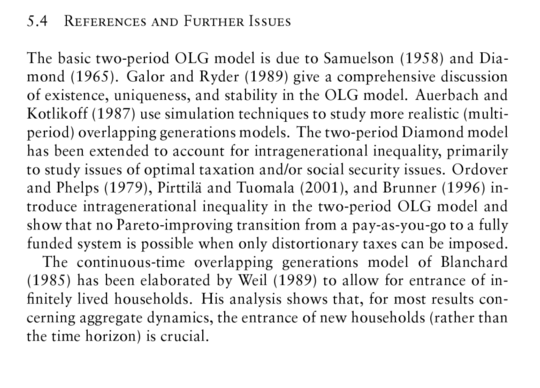 5.4 REFERENCES AND FURTHER ISSUES
The basic two-period OLG model is due to Samuelson (1958) and Dia-
mond (1965). Galor and Ryder (1989) give a comprehensive discussion
of existence, uniqueness, and stability in the OLG model. Auerbach and
Kotlikoff (1987) use simulation techniques to study more realistic (multi-
period) overlapping generations models. The two-period Diamond model
has been extended to account for intragenerational inequality, primarily
to study issues of optimal taxation and/or social security issues. Ordover
and Phelps (1979), Pirttilä and Tuomala (2001), and Brunner (1996) in-
troduce intragenerational inequality in the two-period OLG model and
show that no Pareto-improving transition from a pay-as-you-go to a fully
funded system is possible when only distortionary taxes can be imposed.
The continuous-time overlapping generations model of Blanchard
(1985) has been elaborated by Weil (1989) to allow for entrance of in-
finitely lived households. His analysis shows that, for most results con-
cerning aggregate dynamics, the entrance of new households (rather than
the time horizon) is crucial.